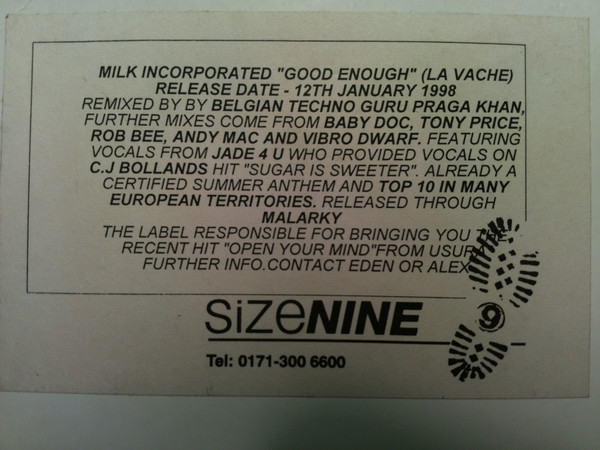 MILK INCORPORATED "GOOD ENOUGH" (LA VACHE)
RELEASE DATE - 12TH JANUARY 1998
REMIXED BY BY BELGIAN TECHNO GURU PRAGA KHAN,
FURTHER MIXES COME FROM BABY DOC, TONY PRICE,
ROB BEE, ANDY MAC AND VIBRO DWARF. FEATURING
VOCALS FROM JADE 4 U WHO PROVIDED VOCALS ON
C.J BOLLANDS HIT "SUGAR IS SWEETER". ALREADY A
CERTIFIED SUMMER ANTHEM AND TOP 10 IN MANY
EUROPEAN TERRITORIES. RELEASED THROUGH
MALARKY
THE LABEL RESPONSIBLE FOR BRINGING YOU
RECENT HIT "OPEN YOUR MIND"FROM
FURTHER INFO.CONTACT EDEN OR ALEX
SiZeNINE
9
Tel: 0171-300 6600